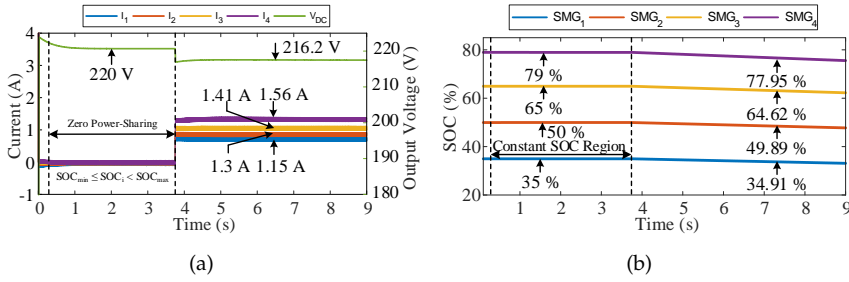 I1 I2 I3 I4 VDC
4
3
2
1
0
-1
Current (A)
220 V
216.2 V
1.41 A
1.56 A
Zero Power-Sharing
1.3 A
1.15 A
SOCmin ≤ SOCi < SOCmax
220
210
200
190
180
Output Voltage (V)
0 1 2 3 4 5 6 7 8 9
Time (s)
(a)
SMG1 SMG2 SMG3 SMG4
80
60
40
20
SOC (%)
79 %
77.95 %
65 %
64.62 %
50 %
49.89 %
Constant SOC Region
35 %
34.91 %
1 2 3 4 5 6 7 8 9
Time (s)
(b)